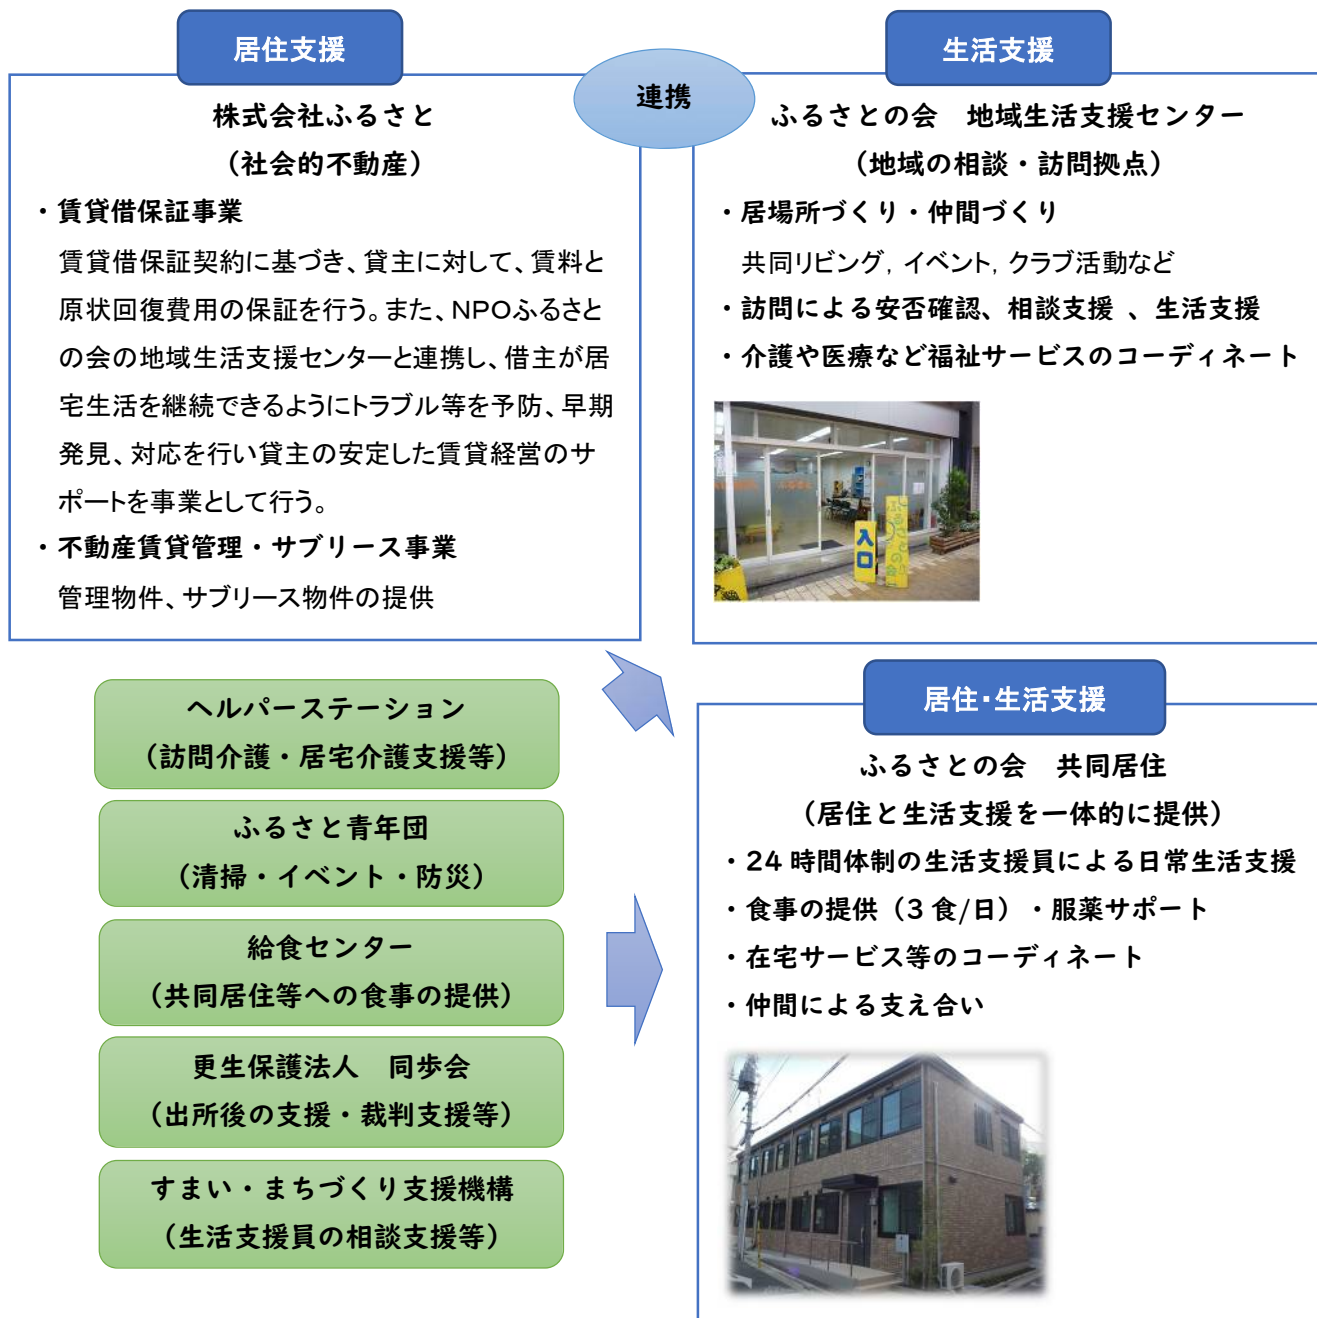 居住支援
株式会社ふるさと
（社会的不動産）
・賃貸借保証事業
賃貸借保証契約に基づき、貸主に対して、賃料と
原状回復費用の保証を行う。また、NPOふるさと
の会の地域生活支援センターと連携し、借主が居
宅生活を継続できるようにトラブル等を予防、早期
発見、対応を行い貸主の安定した賃貸経営のサ
ポートを事業として行う。
・不動産賃貸管理・サブリース事業
管理物件、サブリース物件の提供
連携
生活支援
ふるさとの会　地域生活支援センター
（地域の相談・訪問拠点）
・居場所づくり・仲間づくり
共同リビング, イベント, クラブ活動など
・訪問による安否確認、相談支援 、生活支援
・介護や医療など福祉サービスのコーディネート
入口
ふるさとの会
ヘルパーステーション
（訪問介護・居宅介護支援等）
ふるさと青年団
（清掃・イベント・防災）
給食センター
（共同居住等への食事の提供）
更生保護法人　同歩会
（出所後の支援・裁判支援等）
すまい・まちづくり支援機構
（生活支援員の相談支援等）
居住・生活支援
ふるさとの会　共同居住
（居住と生活支援を一体的に提供）
・24 時間体制の生活支援員による日常生活支援
・食事の提供（3 食/日）・服薬サポート
・在宅サービス等のコーディネート
・仲間による支え合い